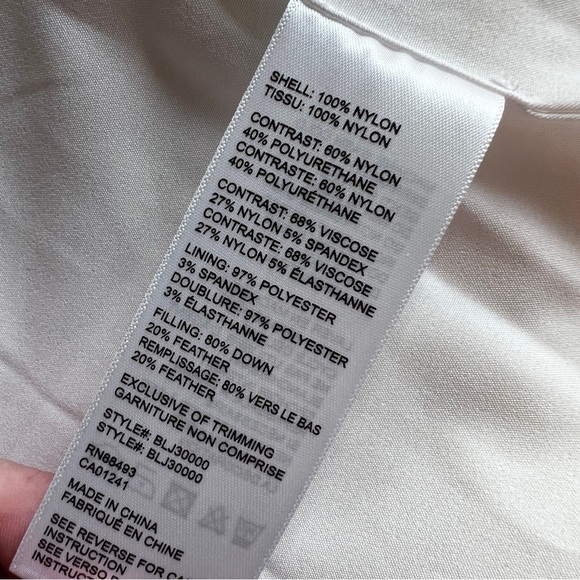 SHELL: 100% NYLON
TISSU: 100% NYLON
CONTRAST: 60% NYLON
40% POLYURETHANE
CONTRASTE: 60% NYLON
40% POLYURÉTHANE
CONTRAST: 68% VISCOSE
27% NYLON 5% SPANDEX
CONTRASTE: 68% VISCOSE
27% NYLON 5% ÉLASTHANNE
LINING: 97% POLYESTER
3% SPANDEX
DOUBLURE: 97% POLYESTER
3% ÉLASTHANNE
FILLING: 80% DOWN
20% FEATHER
REMPLISSAGE: 80% VERS LE BAS
20% FEATHER
EXCLUSIVE OF TRIMMING
GARNITURE NON COMPRISE
STYLE#: BLJ30000
STYLE#: BLJ30000
RN88493
CA01241
MADE IN CHINA
FABRIQUÉ EN CHINE
SEE REVERSE FOR
INSTRUCTION
SEE VERSO